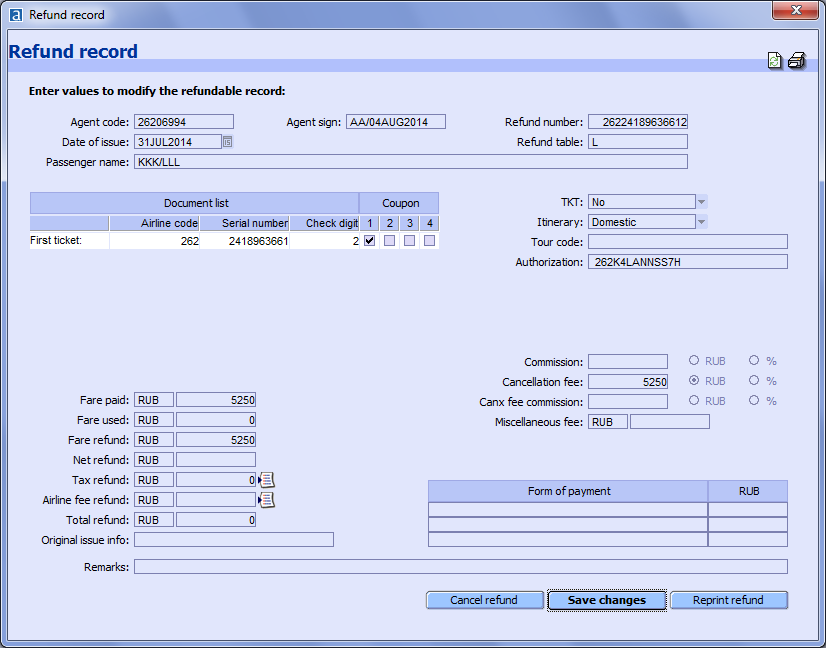 a Refund record
Refund record
Enter values to modify the refundable record:
Agent code: 26206994 Agent sign: AA/04AUG2014 Refund number: 26224189636612
Date of issue: 31JUL2014 15 Refund table: L
Passenger name: KKK/LLL
Document list Coupon TKT: No
Airline code Serial number Check digit 1 2 3 4 Itinerary: Domestic
First ticket: 262 2418963661 2 Tour code:
Authorization: 262K4LANNSS7H
Commission: RUB %
Cancellation fee: 5250 RUB %
Fare paid: RUB 5250 Canx fee commission: RUB %
Fare used: RUB 0 Miscellaneous fee: RUB
Fare refund: RUB 5250
Net refund: RUB
Tax refund: RUB 0
Airline fee refund: RUB Form of payment RUB
Total refund: RUB 0
Original issue info:
Remarks:
Cancel refund Save changes Reprint refund